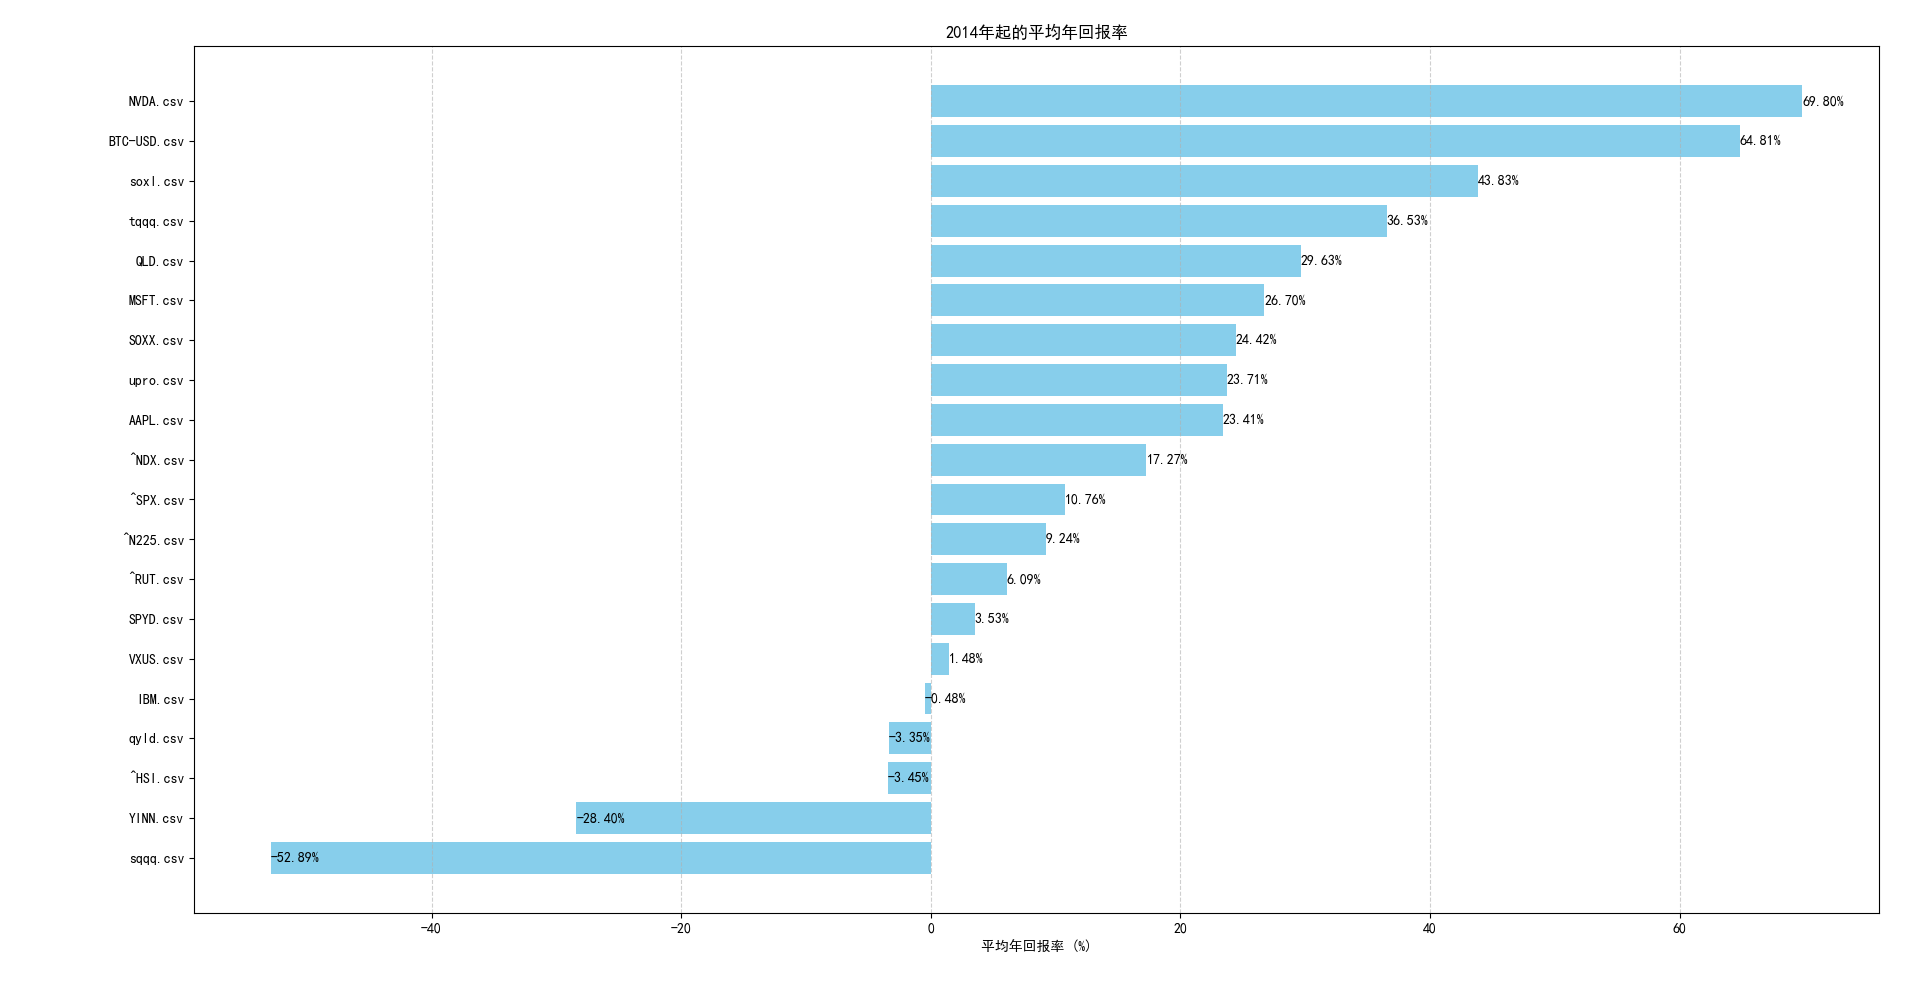 2014年起的平均年回报率
NVDA.csv 69.80%
BTC-USD.csv 64.81%
soxl.csv 43.83%
tqqq.csv 36.53%
QLD.csv 29.63%
MSFT.csv 26.70%
SOXX.csv 24.42%
upro.csv 23.71%
AAPL.csv 23.41%
^NDX.csv 17.27%
^SPX.csv 10.76%
^N225.csv 9.24%
^RUT.csv 6.09%
SPYD.csv 3.53%
VXUS.csv 1.48%
IBM.csv -0.48%
qyld.csv -3.35%
^HSI.csv -3.45%
YINN.csv -28.40%
sqqq.csv -52.89%
-40 -20 0 20 40 60
平均年回报率 (%)